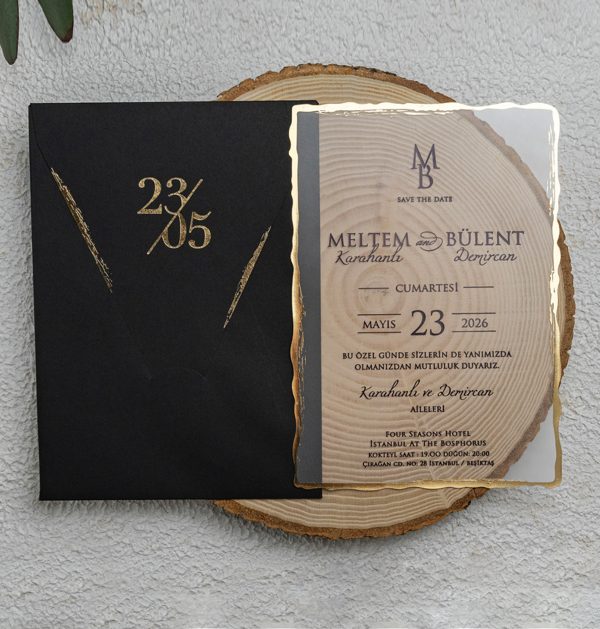 23/
/05
M
B
SAVE THE DATE
MELTEM and BÜLENT
Karahanlı Demircan
CUMARTESİ
MAYIS 23 2026
BU ÖZEL GÜNDE SİZLERİN DE YANIMIZDA
OLMANIZDAN MUTLULUK DUYARIZ.
Karahanlı ve Demircan
AİLELERİ
FOUR SEASONS HOTEL
ISTANBUL AT THE BOSPHORUS
KOKTEYL SAAT : 19:00 DÜĞÜN: 20:00
ÇIRAĞAN CD. NO: 28 İSTANBUL / BEŞİKTAŞ